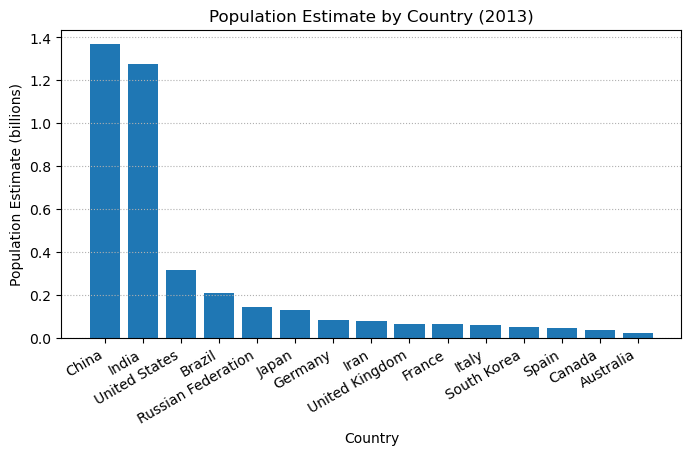 Population Estimate by Country (2013)
Population Estimate (billions)
1.4
1.2
1.0
0.8
0.6
0.4
0.2
0.0
China
India
United States
Brazil
Russian Federation
Japan
Germany
Iran
United Kingdom
France
Italy
South Korea
Spain
Canada
Australia
Country